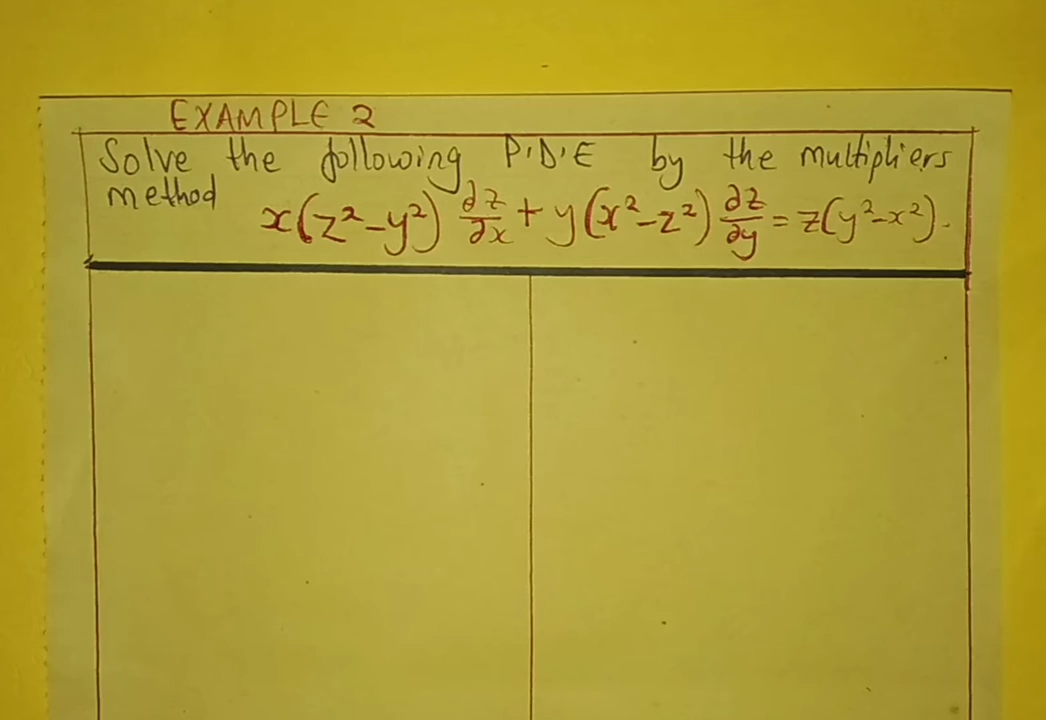 EXAMPLE 2
Solve the following P.D.E by the multipliers
method x(z²-y²) ∂z/∂x + y(x²-z²) ∂z/∂y = z(y²-x²).